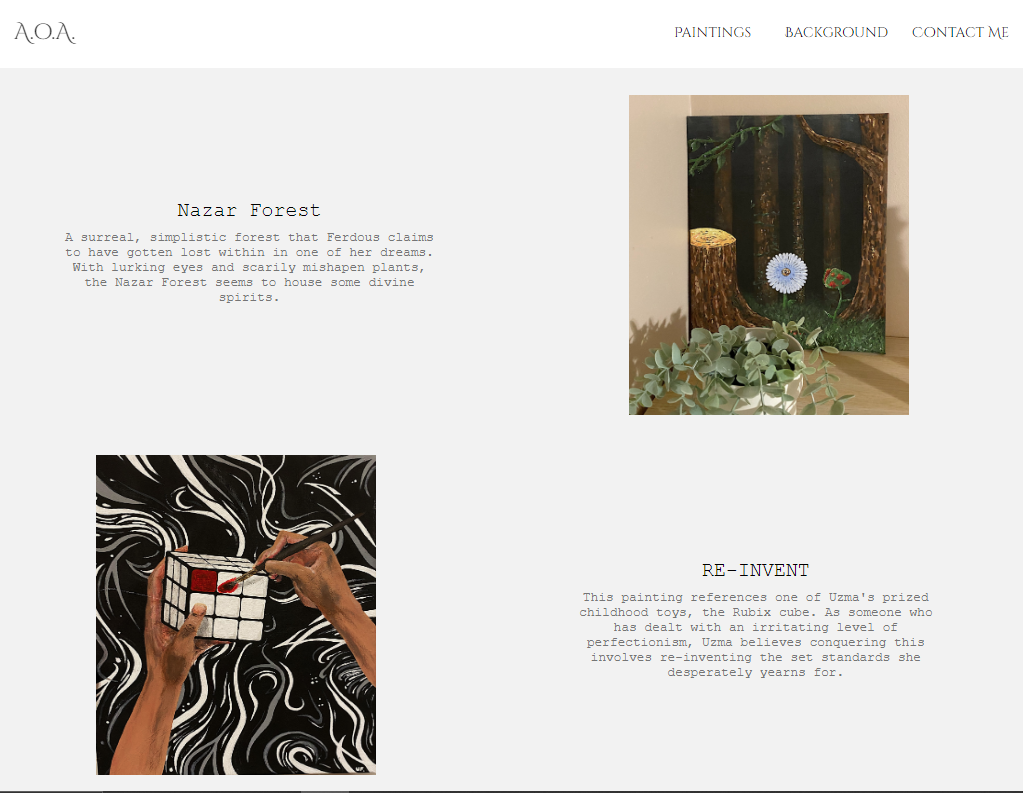 A.O.A.
Paintings
Background
Contact Me
Nazar Forest
A surreal, simplistic forest that Ferdous claims
to have gotten lost within in one of her dreams.
With lurking eyes and scarily mishapen plants,
the Nazar Forest seems to house some divine
spirits.
RE-INVENT
This painting references one of Uzma's prized
childhood toys, the Rubix cube. As someone who
has dealt with an irritating level of
perfectionism, Uzma believes conquering this
involves re-inventing the set standards she
desperately yearns for.